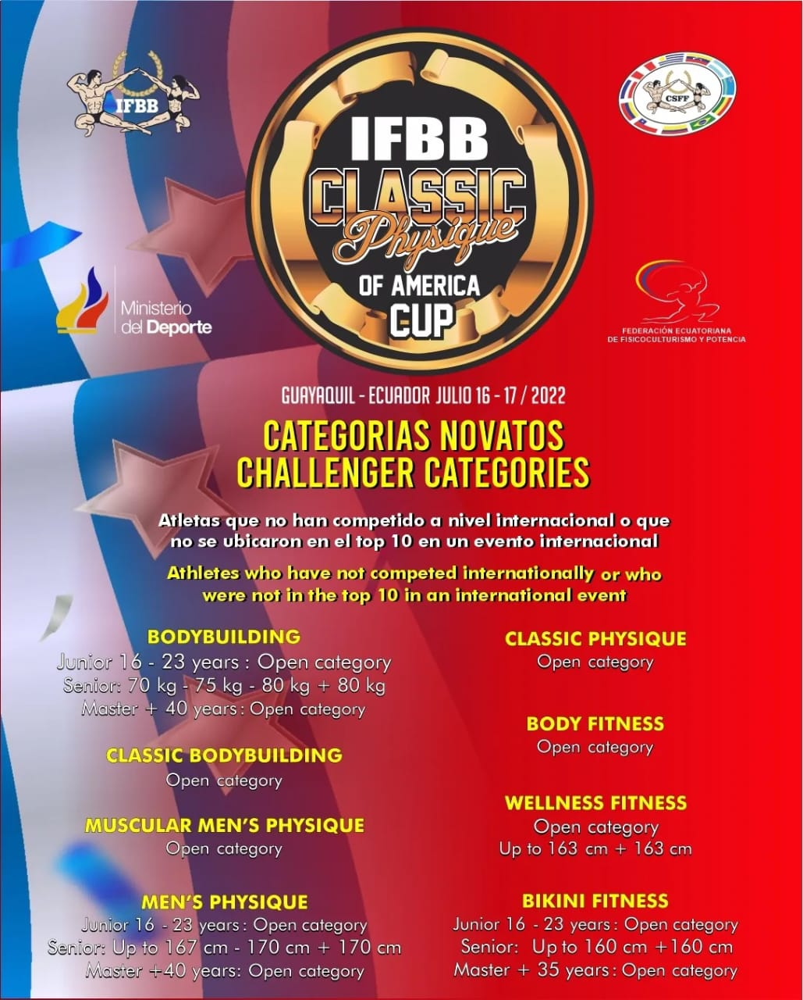 IFBB
CSFF
IFBB
CLASSIC
Physique
OF AMERICA
CUP
Ministerio
del Deporte
FEDERACIÓN ECUATORIANA
DE FISICOCULTURISMO Y POTENCIA
GUAYAQUIL - ECUADOR JULIO 16 - 17 / 2022
CATEGORIAS NOVATOS
CHALLENGER CATEGORIES
Atletas que no han competido a nivel internacional o que
no se ubicaron en el top 10 en un evento internacional
Athletes who have not competed internationally or who
were not in the top 10 in an international event
BODYBUILDING
Junior 16 - 23 years : Open category
Senior: 70 kg - 75 kg - 80 kg + 80 kg
Master + 40 years : Open category
CLASSIC BODYBUILDING
Open category
MUSCULAR MEN'S PHYSIQUE
Open category
MEN'S PHYSIQUE
Junior 16 - 23 years : Open category
Senior: Up to 167 cm - 170 cm + 170 cm
Master +40 years: Open category
CLASSIC PHYSIQUE
Open category
BODY FITNESS
Open category
WELLNESS FITNESS
Open category
Up to 163 cm + 163 cm
BIKINI FITNESS
Junior 16 - 23 years : Open category
Senior: Up to 160 cm +160 cm
Master + 35 years : Open category